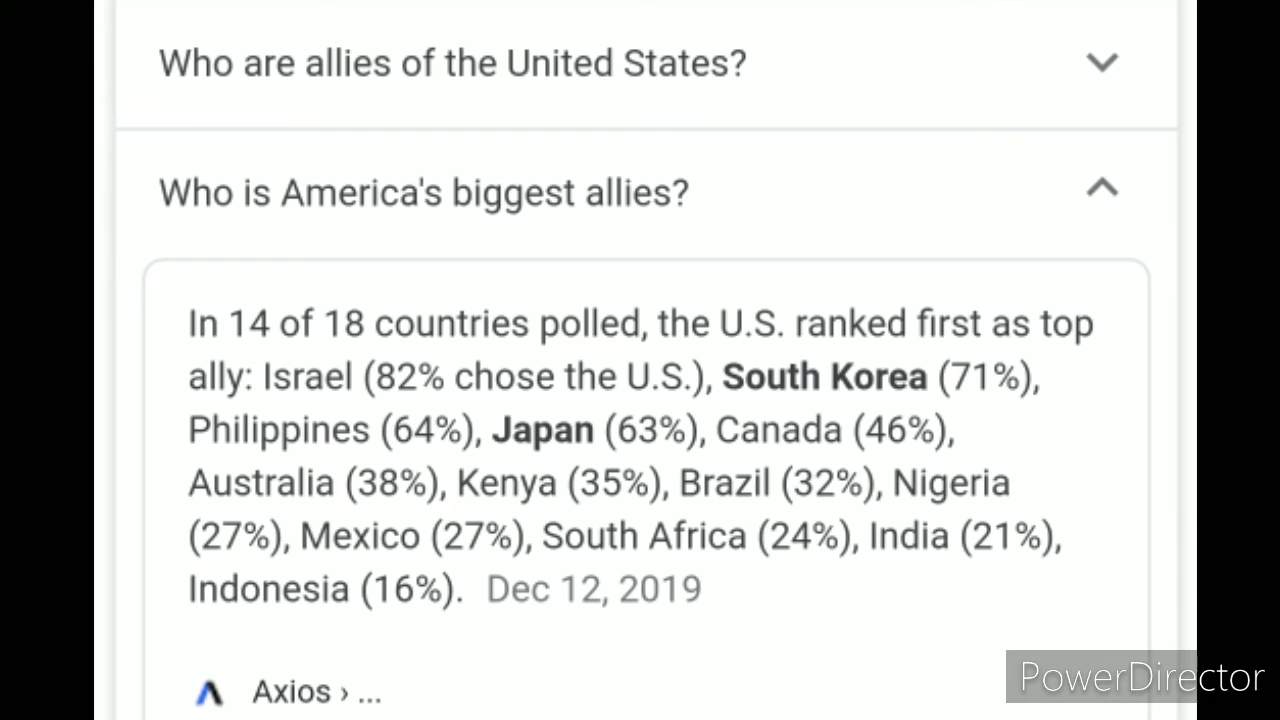 Who are allies of the United States?
Who is America's biggest allies?
In 14 of 18 countries polled, the U.S. ranked first as top
ally: Israel (82% chose the U.S.), South Korea (71%),
Philippines (64%), Japan (63%), Canada (46%),
Australia (38%), Kenya (35%), Brazil (32%), Nigeria
(27%), Mexico (27%), South Africa (24%), India (21%),
Indonesia (16%). Dec 12, 2019
Axios › ...
PowerDirector